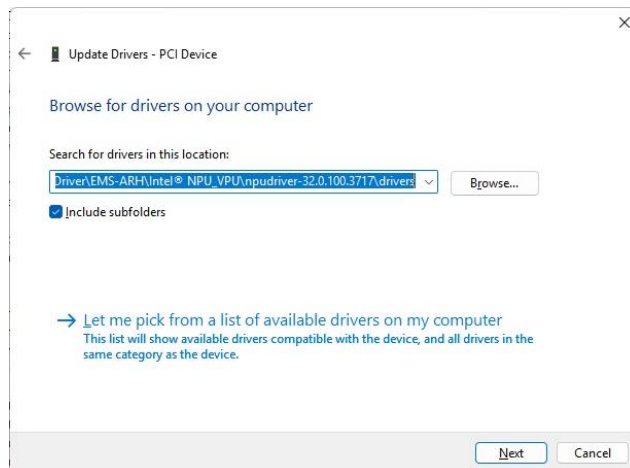 Update Drivers - PCI Device
Browse for drivers on your computer
Search for drivers in this location:
Driver\EMS-ARH\Intel® NPU_VPU\npudriver-32.0.100.3717\drivers
Browse...
Include subfolders
Let me pick from a list of available drivers on my computer
This list will show available drivers compatible with the device, and all drivers in the
same category as the device.
Next
Cancel